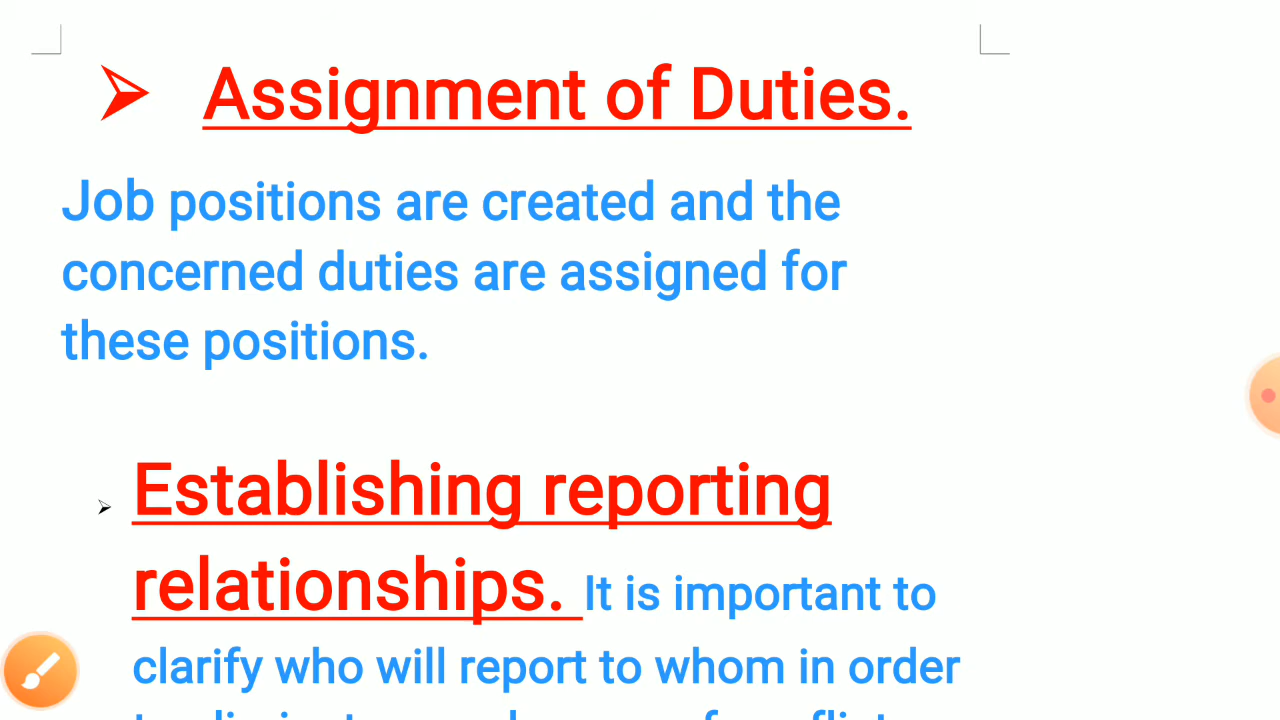 ➢ Assignment of Duties.
Job positions are created and the
concerned duties are assigned for
these positions.
➢ Establishing reporting
relationships. It is important to
clarify who will report to whom in order